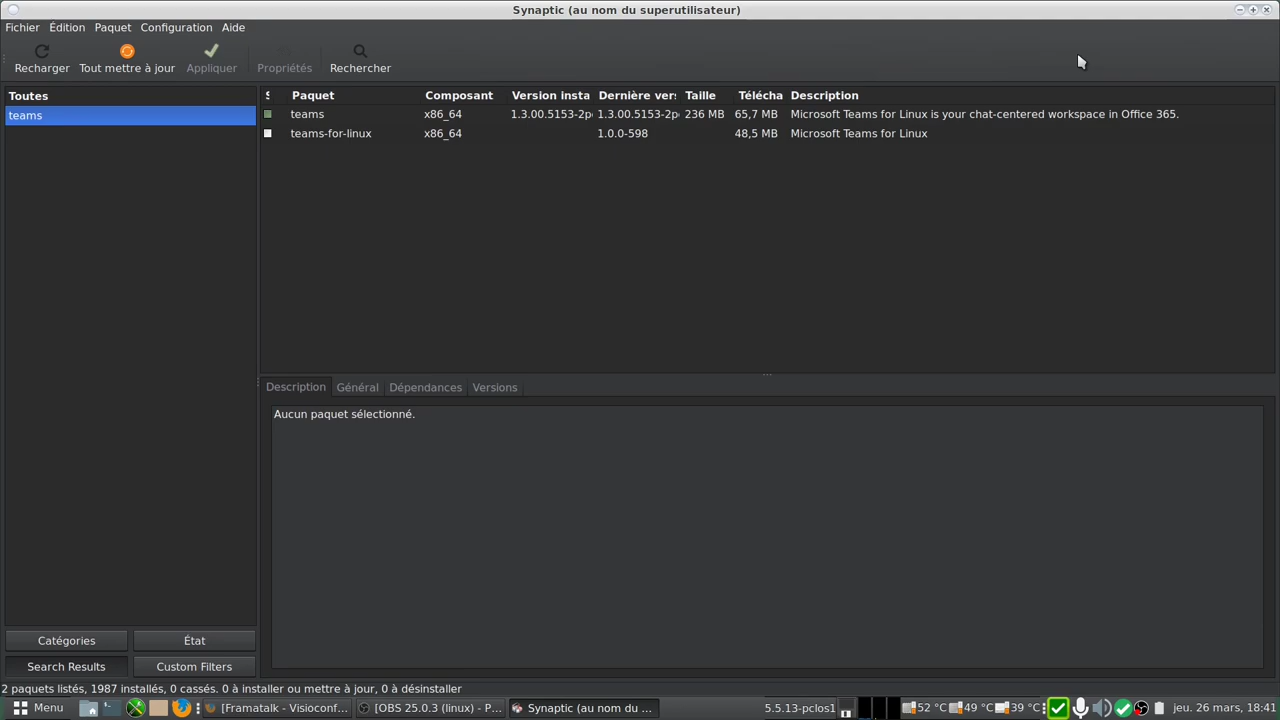 Synaptic (au nom du superutilisateur)
Fichier Édition Paquet Configuration Aide
Recharger Tout mettre à jour Appliquer Propriétés Rechercher
Toutes
teams
S Paquet Composant Version insta Dernière ver Taille Télécha Description
teams x86_64 1.3.00.5153-2p 1.3.00.5153-2p 236 MB 65,7 MB Microsoft Teams for Linux is your chat-centered workspace in Office 365.
teams-for-linux x86_64 1.0.0-598 48,5 MB Microsoft Teams for Linux
Description Général Dépendances Versions
Aucun paquet sélectionné.
Catégories État
Search Results Custom Filters
2 paquets listés, 1987 installés, 0 cassés. 0 à installer ou mettre à jour, 0 à désinstaller
Menu [Framatalk - Visioconf... [OBS 25.0.3 (linux) - P... Synaptic (au nom du ... 5.5.13-pclos1 52 °C 49 °C 39 °C jeu. 26 mars, 18:41